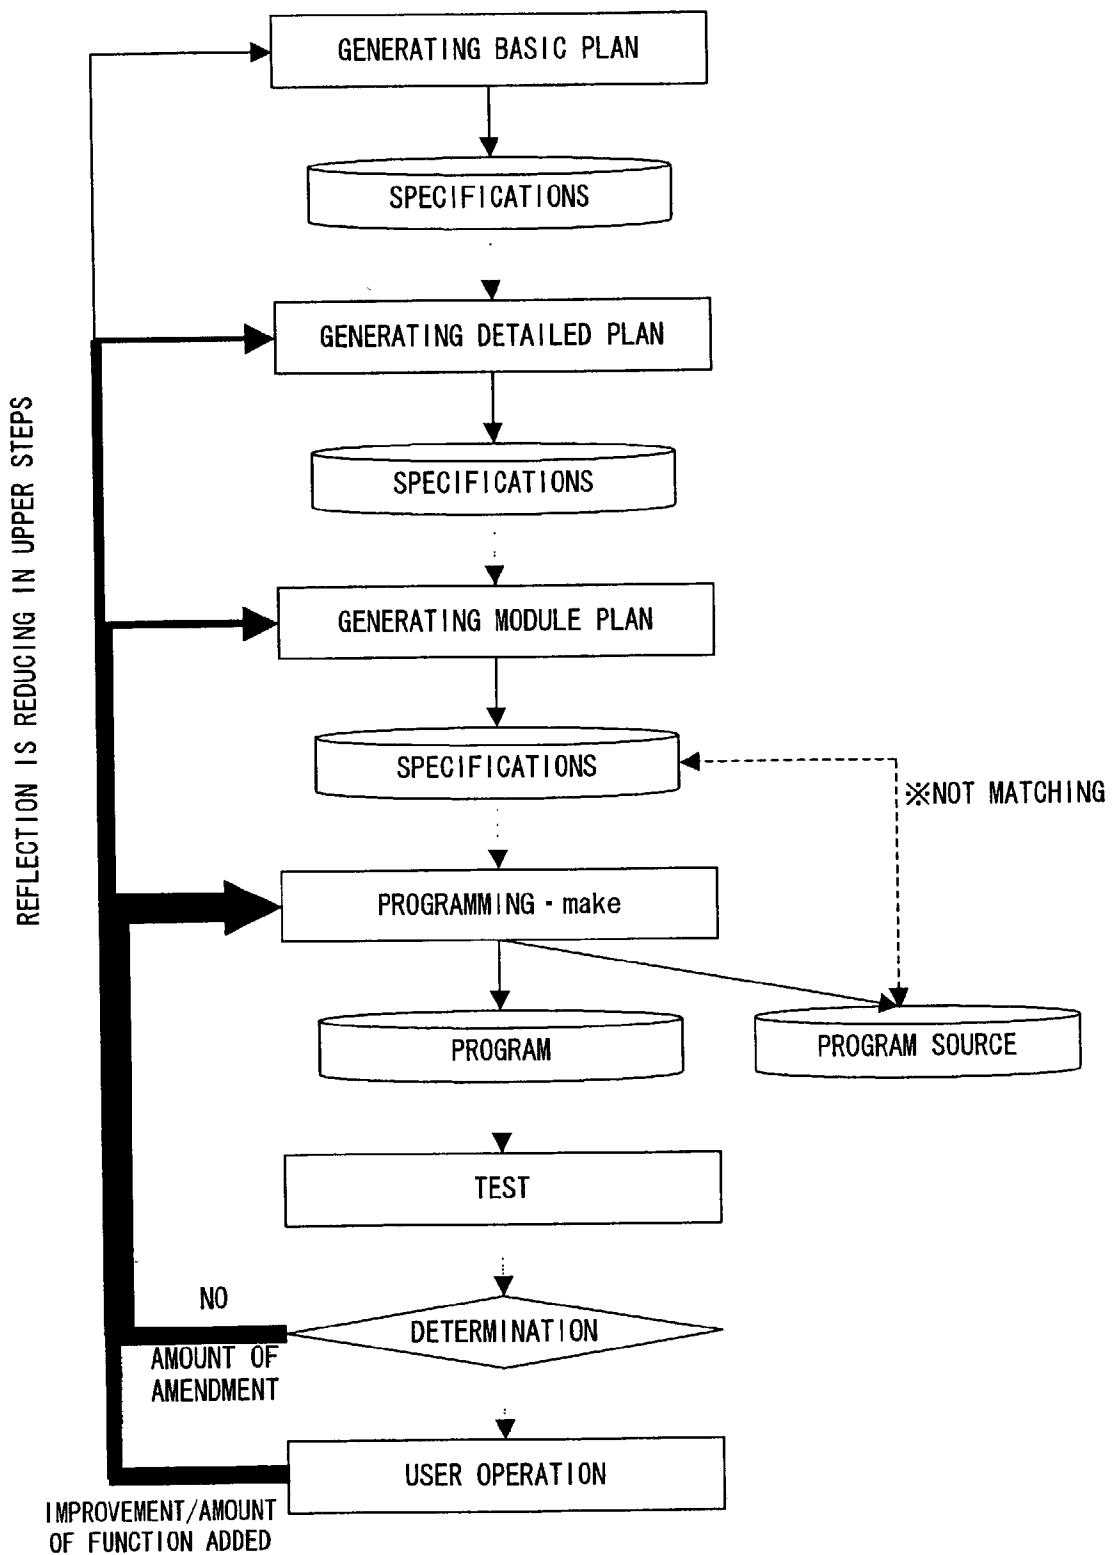 GENERATING BASIC PLAN
SPECIFICATIONS
GENERATING DETAILED PLAN
SPECIFICATIONS
REFLECTION IS REDUCING IN UPPER STEPS
GENERATING MODULE PLAN
SPECIFICATIONS
※NOT MATCHING
PROGRAMMING・make
PROGRAM
PROGRAM SOURCE
TEST
NO
DETERMINATION
AMOUNT OF
AMENDMENT
USER OPERATION
IMPROVEMENT/AMOUNT
OF FUNCTION ADDED